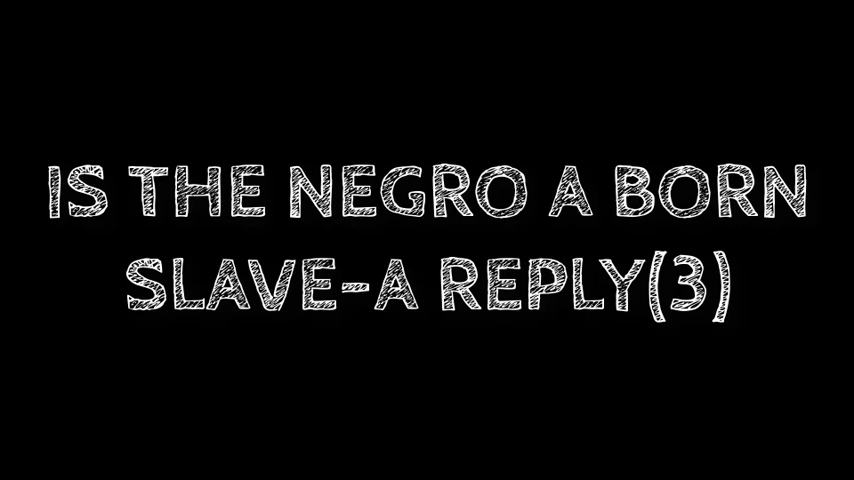 IS THE NEGRO A BORN
SLAVE-A REPLY(3)